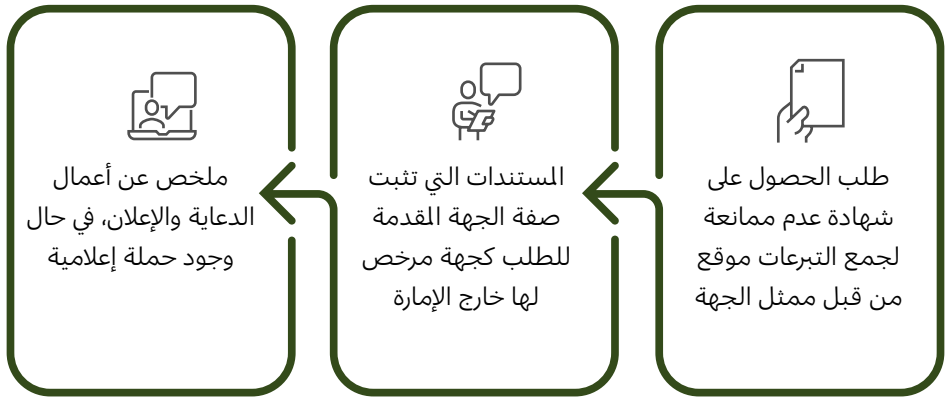 طلب الحصول على
شهادة عدم ممانعة
لجمع التبرعات موقع
من قبل ممثل الجهة
المستندات التي تثبت
صفة الجهة المقدمة
للطلب كجهة مرخص
لها خارج الإمارة
ملخص عن أعمال
الدعاية والإعلان، في حال
وجود حملة إعلامية